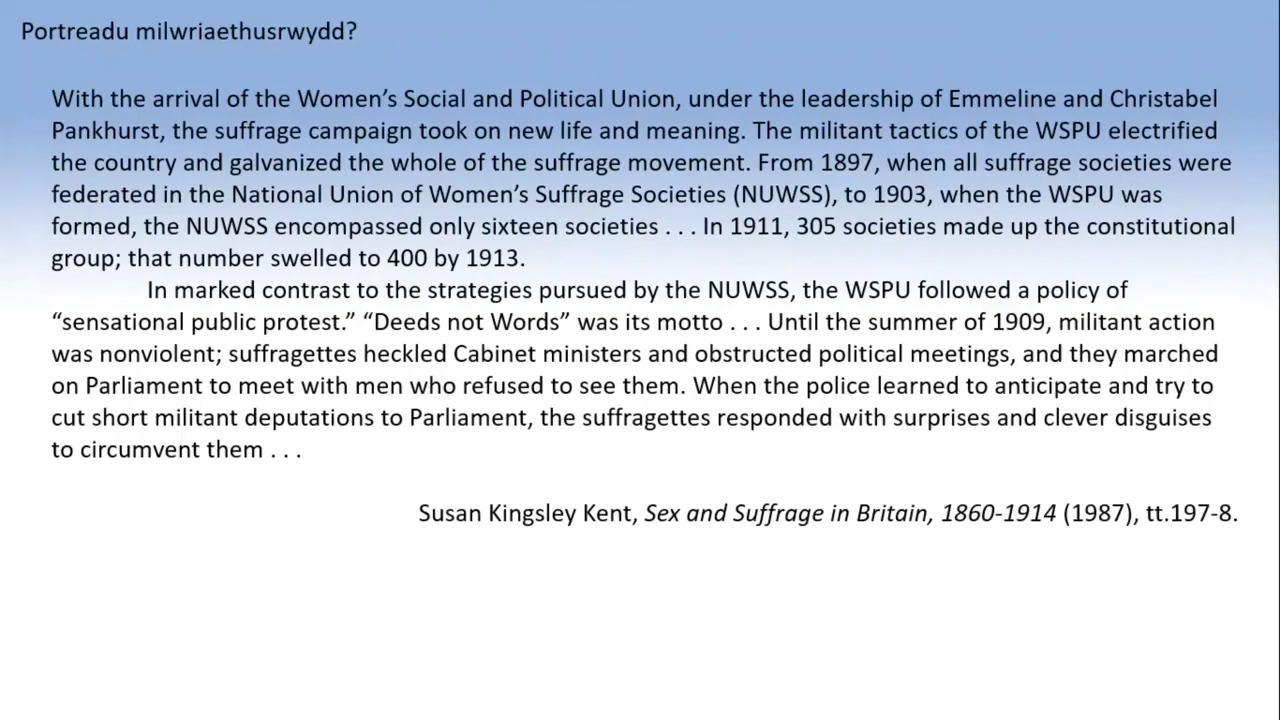 Portreadu milwriaethusrwydd?
With the arrival of the Women’s Social and Political Union, under the leadership of Emmeline and Christabel
Pankhurst, the suffrage campaign took on new life and meaning. The militant tactics of the WSPU electrified
the country and galvanized the whole of the suffrage movement. From 1897, when all suffrage societies were
federated in the National Union of Women’s Suffrage Societies (NUWSS), to 1903, when the WSPU was
formed, the NUWSS encompassed only sixteen societies . . . In 1911, 305 societies made up the constitutional
group; that number swelled to 400 by 1913.
In marked contrast to the strategies pursued by the NUWSS, the WSPU followed a policy of
“sensational public protest.” “Deeds not Words” was its motto . . . Until the summer of 1909, militant action
was nonviolent; suffragettes heckled Cabinet ministers and obstructed political meetings, and they marched
on Parliament to meet with men who refused to see them. When the police learned to anticipate and try to
cut short militant deputations to Parliament, the suffragettes responded with surprises and clever disguises
to circumvent them . . .
Susan Kingsley Kent, Sex and Suffrage in Britain, 1860-1914 (1987), tt.197-8.